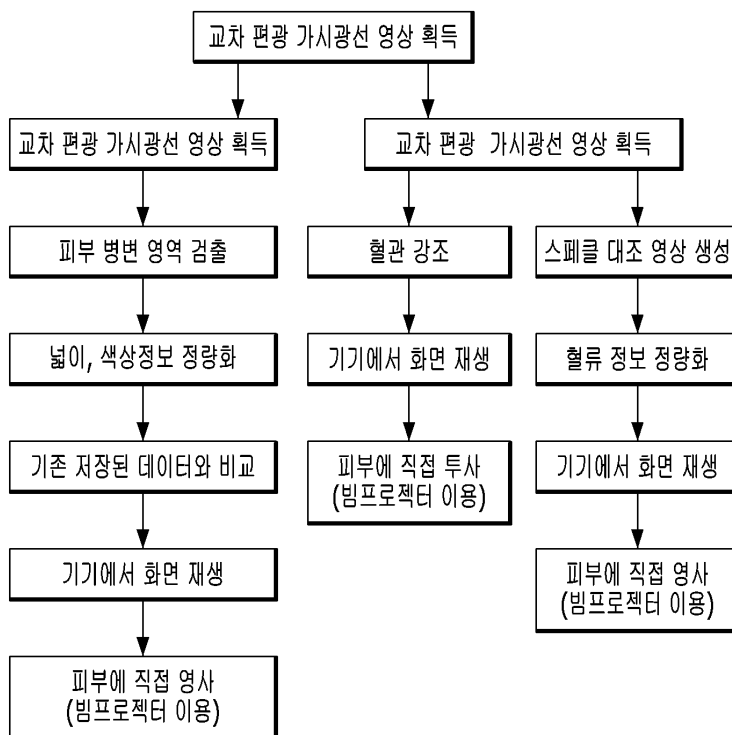 교차 편광 가시광선 영상 획득
교차 편광 가시광선 영상 획득
교차 편광 가시광선 영상 획득
피부 병변 영역 검출
혈관 강조
스페클 대조 영상 생성
넓이, 색상정보 정량화
기기에서 화면 재생
혈류 정보 정량화
기존 저장된 데이터와 비교
피부에 직접 투사
(빔프로젝터 이용)
기기에서 화면 재생
기기에서 화면 재생
피부에 직접 영사
(빔프로젝터 이용)
피부에 직접 영사
(빔프로젝터 이용)